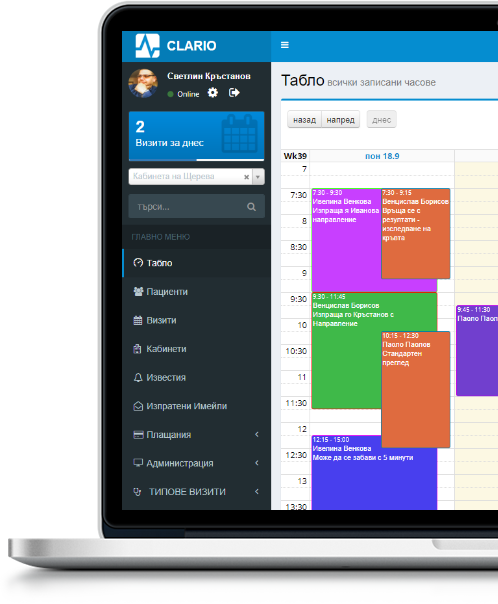 CLARIO
Светлин Кръстанов
Online
2
Визити за днес
Кабинета на Щерева
Търси...
ГЛАВНО МЕНЮ
Табло
Пациенти
Визити
Кабинети
Известия
Изпратени Имейли
Плащания
Администрация
ТИПОВЕ ВИЗИТИ
Табло всички записани часове
назад напред днес
Wk39 пон 18.9
7
7:30
8
8:30
9
9:30
10
10:30
11
11:30
12
12:30
13
13:30
7:30 - 9:30
Ивелина Венкова
Изпраща я Иванова
направление
7:30 - 9:15
Венцислав Борисов
Връща се с
резултати -
изследване на
кръвта
9:30 - 11:45
Венцислав Борисов
Изпраща го Кръстанов с
Направление
10:15 - 12:30
Паоло Паолов
Стандартен
преглед
9:45 - 11:30
Паоло Паол
12:15 - 15:00
Ивелина Венкова
Може да се забави с 5 минути